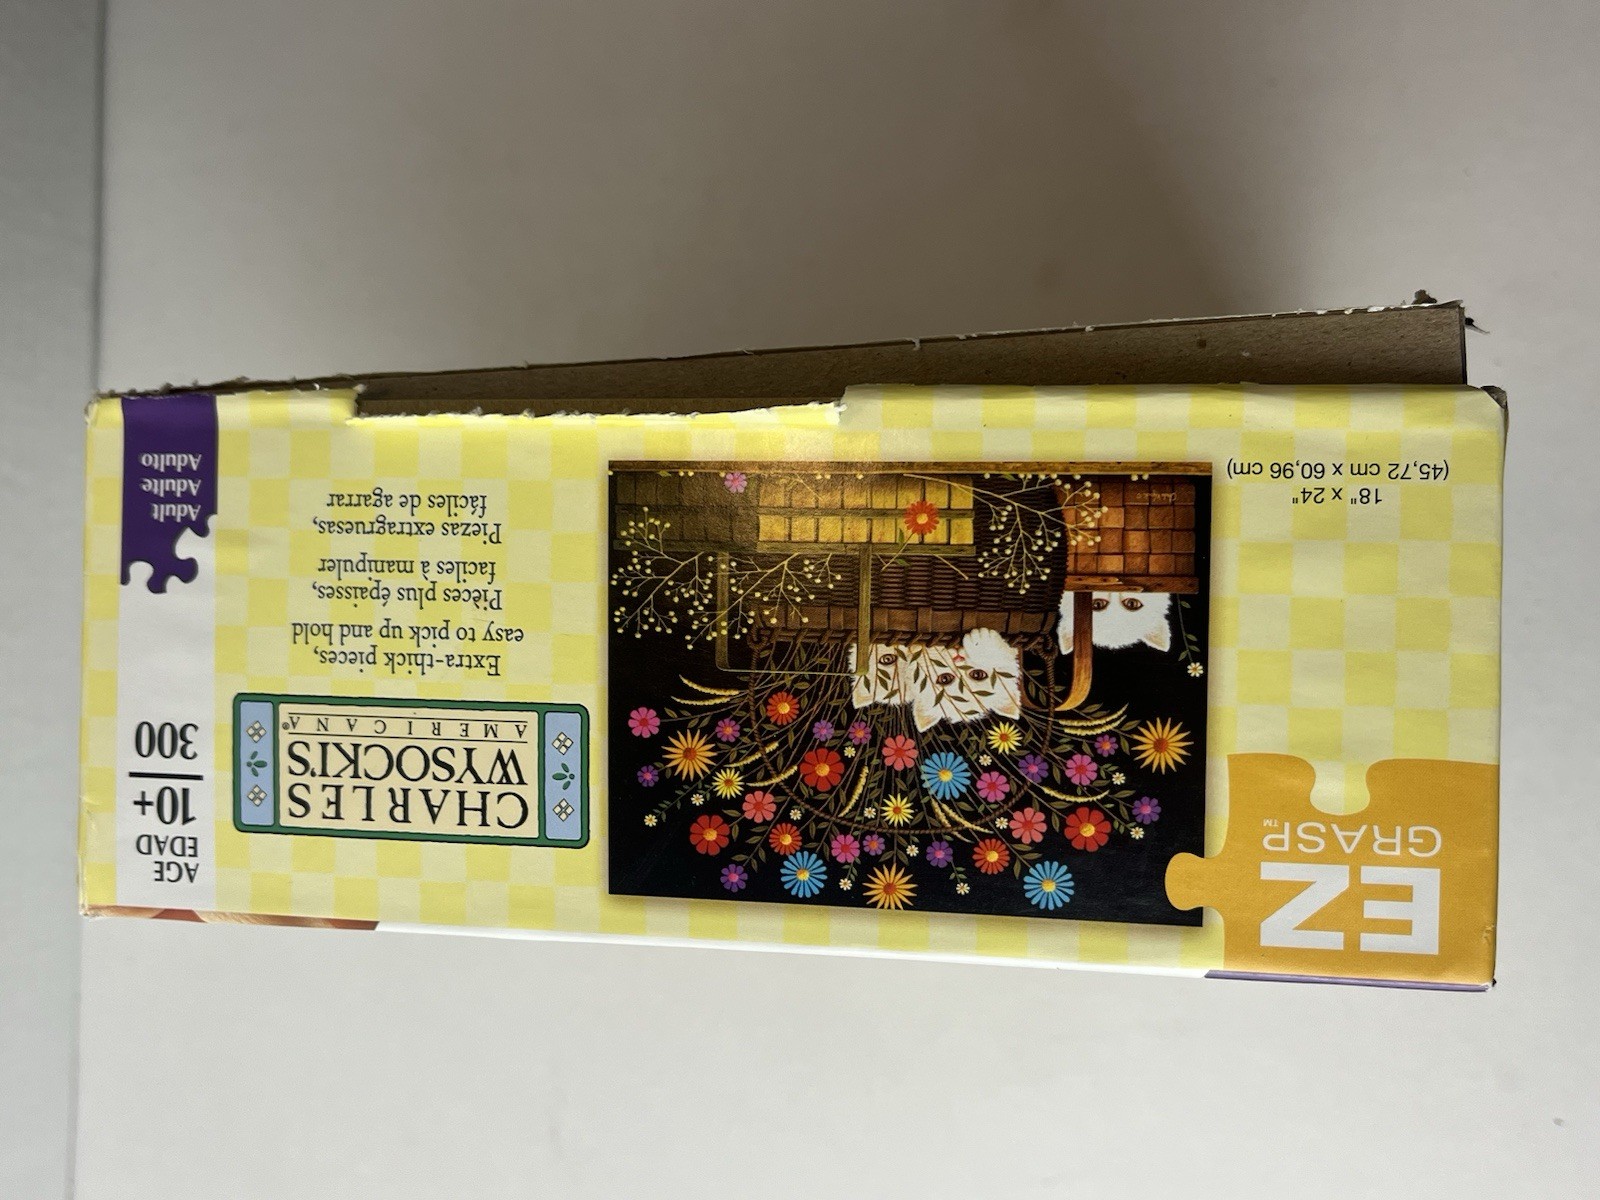 EZ
GRASP™
18" x 24"
(45,72 cm x 60,96 cm)
CHARLES
WYSOCKI'S
AMERICANA®
Extra-thick pieces,
easy to pick up and hold
Pièces plus épaisses,
faciles à manipuler
Piezas extragruesas,
fáciles de agarrar
AGE
EDAD
10+
300
Adult
Adulte
Adulto